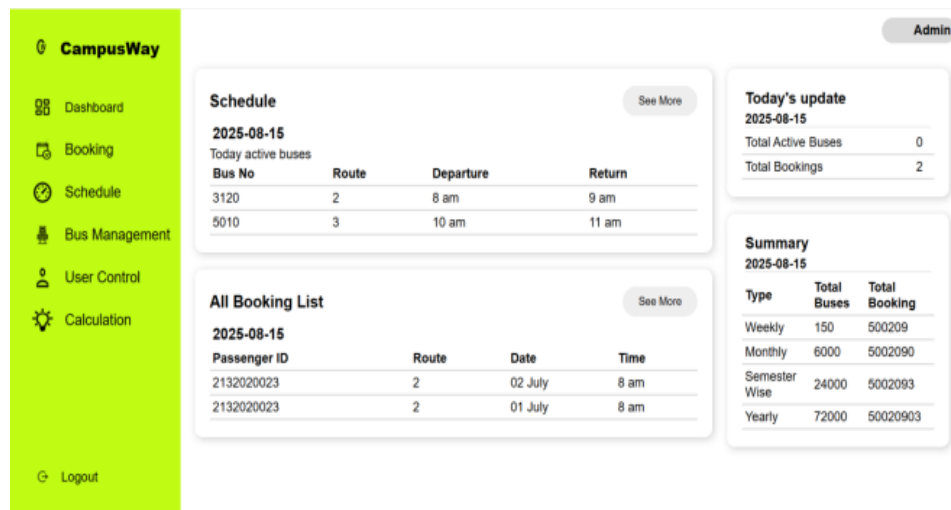 CampusWay
Dashboard
Booking
Schedule
Bus Management
User Control
Calculation
Logout
Admin
Schedule
See More
2025-08-15
Today active buses
Bus No Route Departure Return
3120 2 8 am 9 am
5010 3 10 am 11 am
All Booking List
See More
2025-08-15
Passenger ID Route Date Time
2132020023 2 02 July 8 am
2132020023 2 01 July 8 am
Today's update
2025-08-15
Total Active Buses 0
Total Bookings 2
Summary
2025-08-15
Type Total Buses Total Booking
Weekly 150 500209
Monthly 6000 5002090
Semester Wise 24000 5002093
Yearly 72000 50020903